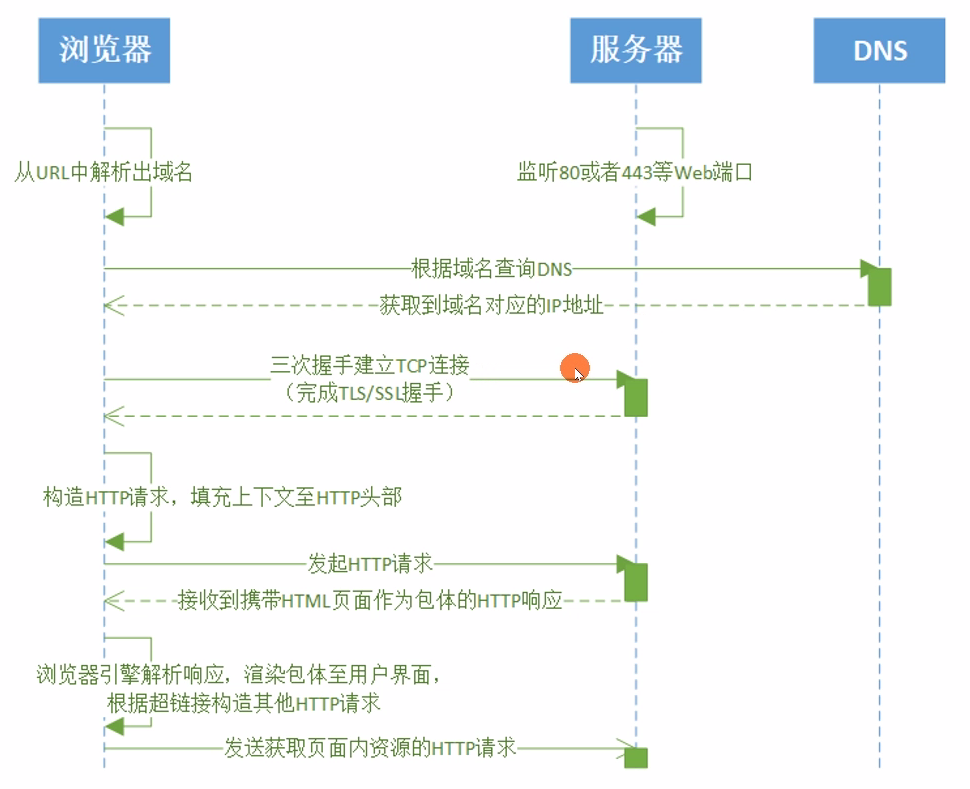 浏览器
服务器
DNS
从URL中解析出域名
监听80或者443等Web端口
根据域名查询DNS
获取到域名对应的IP地址
三次握手建立TCP连接
（完成TLS/SSL握手）
构造HTTP请求，填充上下文至HTTP头部
发起HTTP请求
接收到携带HTML页面作为包体的HTTP响应
浏览器引擎解析响应，渲染包体至用户界面，
根据超链接构造其他HTTP请求
发送获取页面内资源的HTTP请求